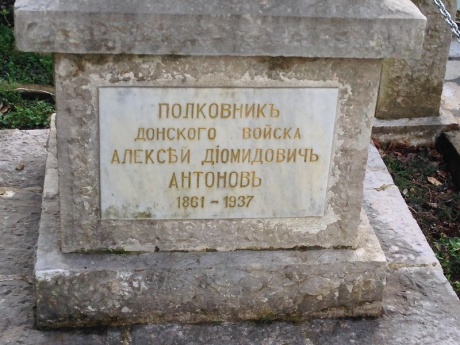 ПОЛКОВНИКЪ
ДОНСКОГО ВОЙСКА
АЛЕКСѢЙ ДІОМИДОВИЧЪ
АНТОНОВЪ
1861 - 1937